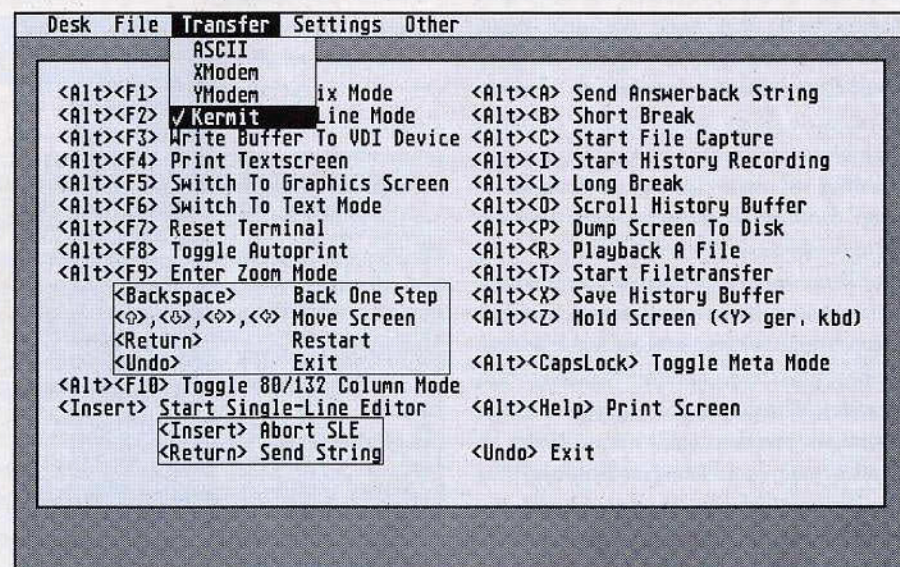 Desk File Transfer Settings Other
ASCII
XModem
YModem
✓ Kermit
<Alt><F1> ix Mode
<Alt><F2> Line Mode
<Alt><F3> Write Buffer To VDI Device
<Alt><F4> Print Textscreen
<Alt><F5> Switch To Graphics Screen
<Alt><F6> Switch To Text Mode
<Alt><F7> Reset Terminal
<Alt><F8> Toggle Autoprint
<Alt><F9> Enter Zoom Mode
<Backspace> Back One Step
<⇧>,<⇩>,<⇨>,<⇦> Move Screen
<Return> Restart
<Undo> Exit
<Alt><F10> Toggle 80/132 Column Mode
<Insert> Start Single-Line Editor
<Insert> Abort SLE
<Return> Send String
<Alt><A> Send Answerback String
<Alt><B> Short Break
<Alt><C> Start File Capture
<Alt><I> Start History Recording
<Alt><L> Long Break
<Alt><O> Scroll History Buffer
<Alt><P> Dump Screen To Disk
<Alt><R> Playback A File
<Alt><T> Start Filetransfer
<Alt><X> Save History Buffer
<Alt><Z> Hold Screen (<Y> ger. kbd)
<Alt><CapsLock> Toggle Meta Mode
<Alt><Help> Print Screen
<Undo> Exit